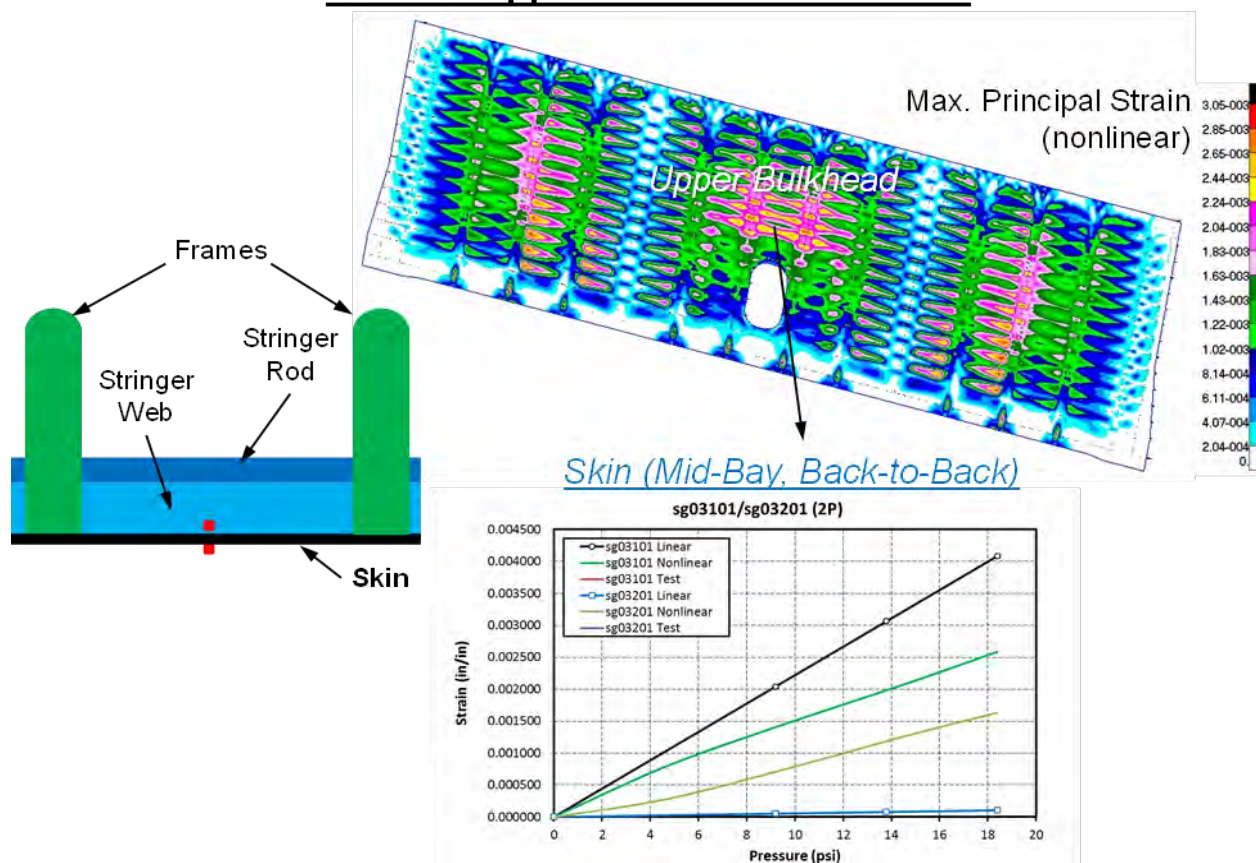 Max. Principal Strain
(nonlinear)
Upper Bulkhead
3.05-003
2.85-003
2.65-003
2.44-003
2.24-003
2.04-003
1.83-003
1.63-003
1.43-003
1.22-003
1.02-003
8.14-004
6.11-004
4.07-004
2.04-004
0.
Frames
Stringer
Rod
Stringer
Web
Skin
Skin (Mid-Bay, Back-to-Back)
sg03101/sg03201 (2P)
sg03101 Linear
sg03101 Nonlinear
sg03101 Test
sg03201 Linear
sg03201 Nonlinear
sg03201 Test
Strain (in/in)
0.004500
0.004000
0.003500
0.003000
0.002500
0.002000
0.001500
0.001000
0.000500
0.000000
0 2 4 6 8 10 12 14 16 18 20
Pressure (psi)